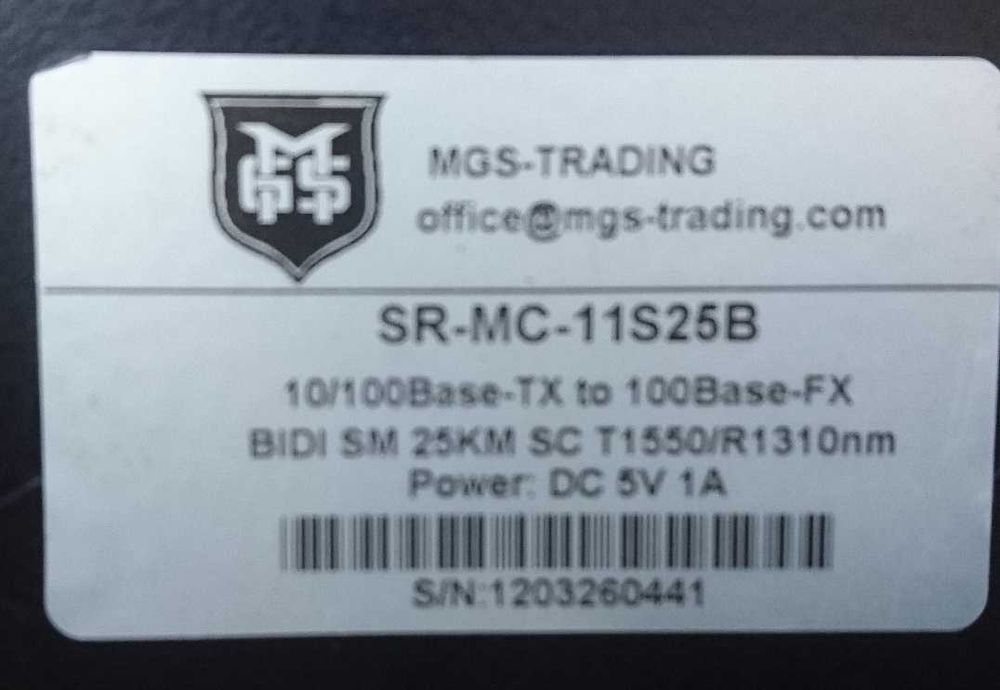 MGS
MGS-TRADING
office@mgs-trading.com
SR-MC-11S25B
10/100Base-TX to 100Base-FX
BIDI SM 25KM SC T1550/R1310nm
Power: DC 5V 1A
S/N:1203260441